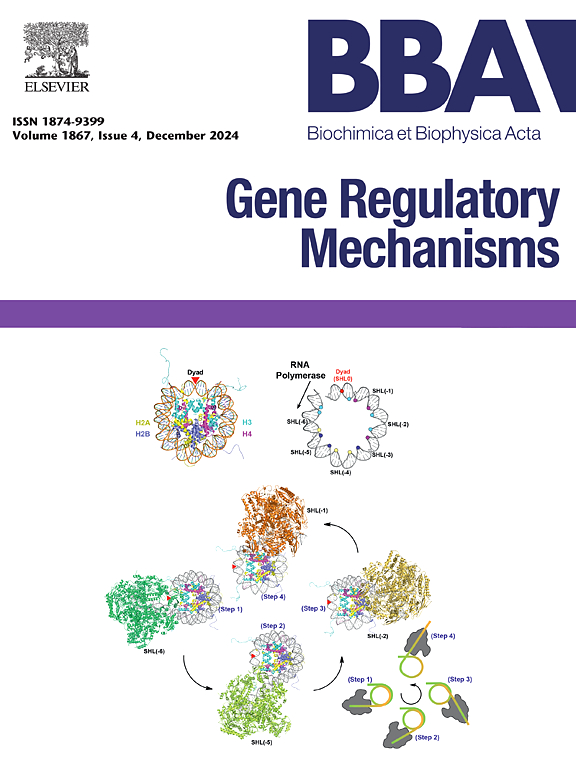 ELSEVIER
BBA
Biochimica et Biophysica Acta
ISSN 1874-9399
Volume 1867, Issue 4, December 2024
Gene Regulatory
Mechanisms
Dyad
H2A
H2B
H3
H4
RNA
Polymerase
Dyad
(SHL0)
SHL(-1)
SHL(-2)
SHL(-3)
SHL(-4)
SHL(-5)
SHL(-6)
SHL(-1)
(Step 4)
(Step 1)
SHL(-6)
(Step 3)
SHL(-2)
(Step 2)
SHL(-5)
(Step 4)
(Step 1)
(Step 3)
(Step 2)